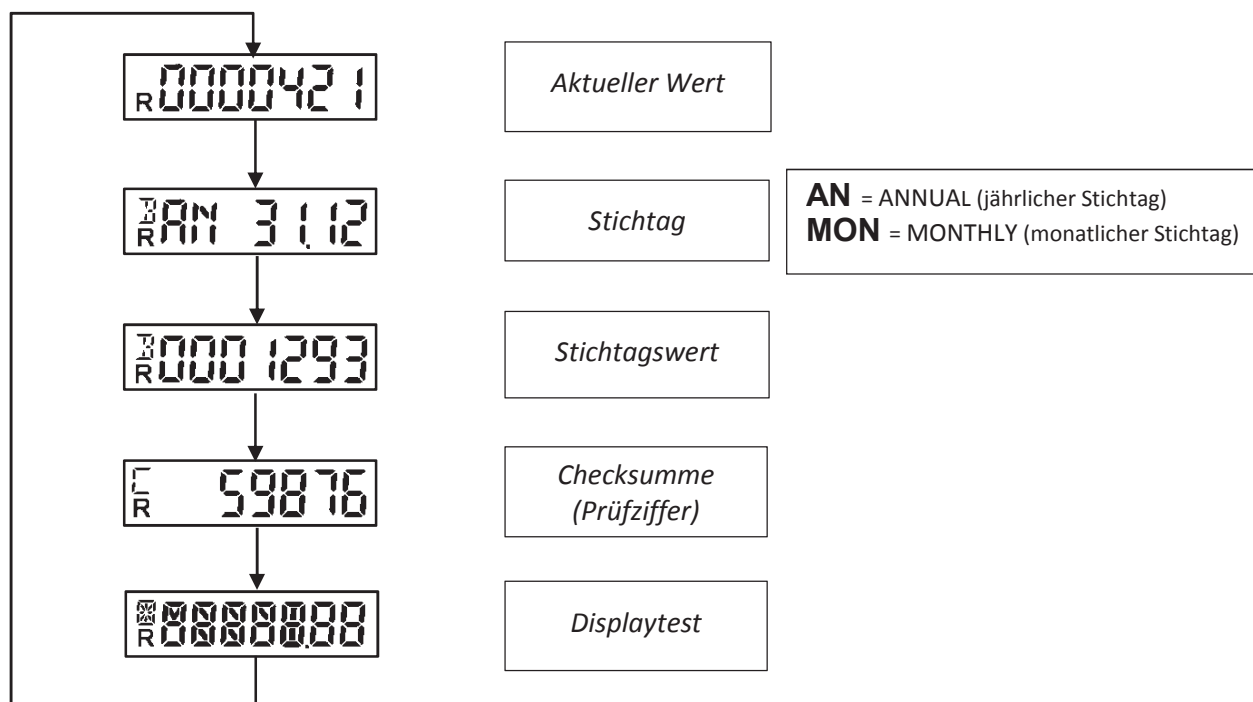 R0000421
Aktueller Wert
B
RAN 31.12
Stichtag
AN = ANNUAL (jährlicher Stichtag)
MON = MONTHLY (monatlicher Stichtag)
B
R0001293
Stichtagswert
C
R 59876
Checksumme
(Prüfziffer)
R
Displaytest